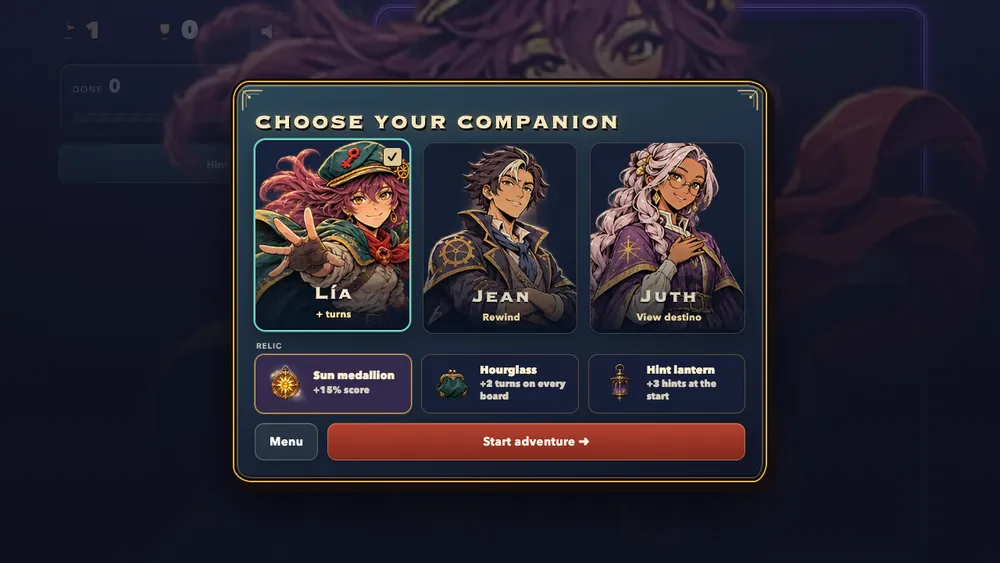 1
0
DONE 0
Hin
CHOOSE YOUR COMPANION
LÍA
+ turns
JEAN
Rewind
JUTH
View destino
RELIC
Sun medallion
+15% score
Hourglass
+2 turns on every
board
Hint lantern
+3 hints at the
start
Menu
Start adventure ➜